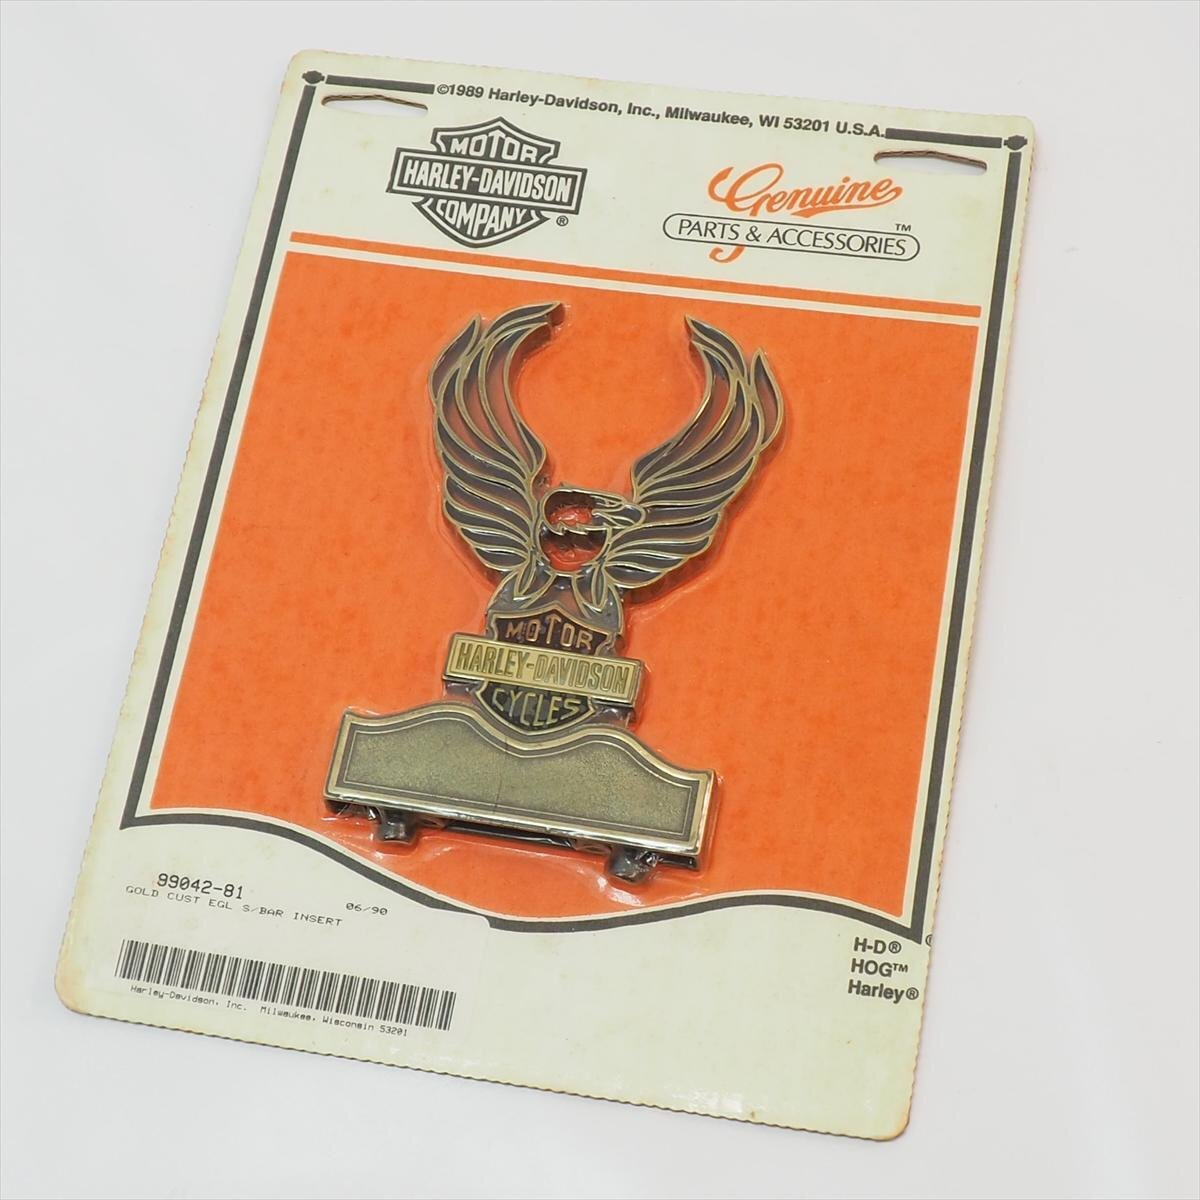 ©1989 Harley-Davidson, Inc., Milwaukee, WI 53201 U.S.A.
MOTOR
HARLEY-DAVIDSON
COMPANY ®
Genuine
PARTS & ACCESSORIES ™
MOTOR
HARLEY-DAVIDSON
CYCLES
99042-81
GOLD CUST EGL S/BAR INSERT
06/90
Harley-Davidson, Inc. Milwaukee, Wisconsin 53201
H-D®
HOG™
Harley®